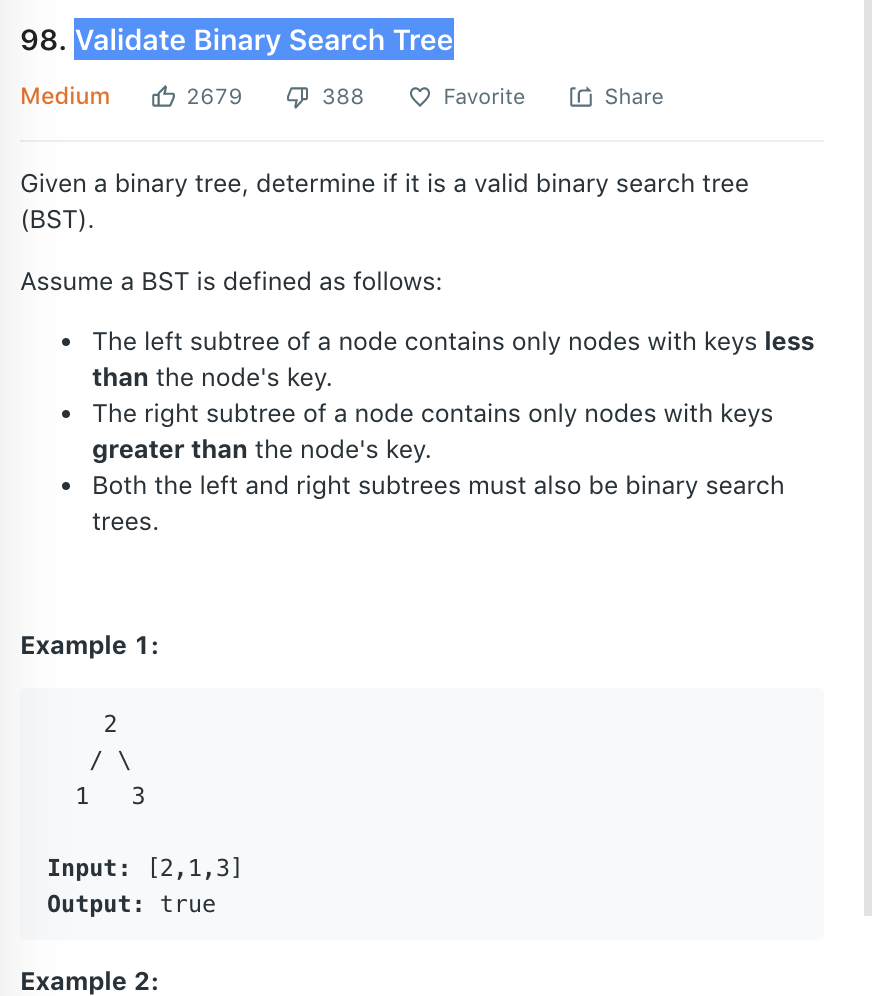 98. Validate Binary Search Tree
Medium 2679 388 Favorite Share
Given a binary tree, determine if it is a valid binary search tree
(BST).
Assume a BST is defined as follows:
• The left subtree of a node contains only nodes with keys less
than the node's key.
• The right subtree of a node contains only nodes with keys
greater than the node's key.
• Both the left and right subtrees must also be binary search
trees.
Example 1:
2
/ \
1 3
Input: [2,1,3]
Output: true
Example 2: